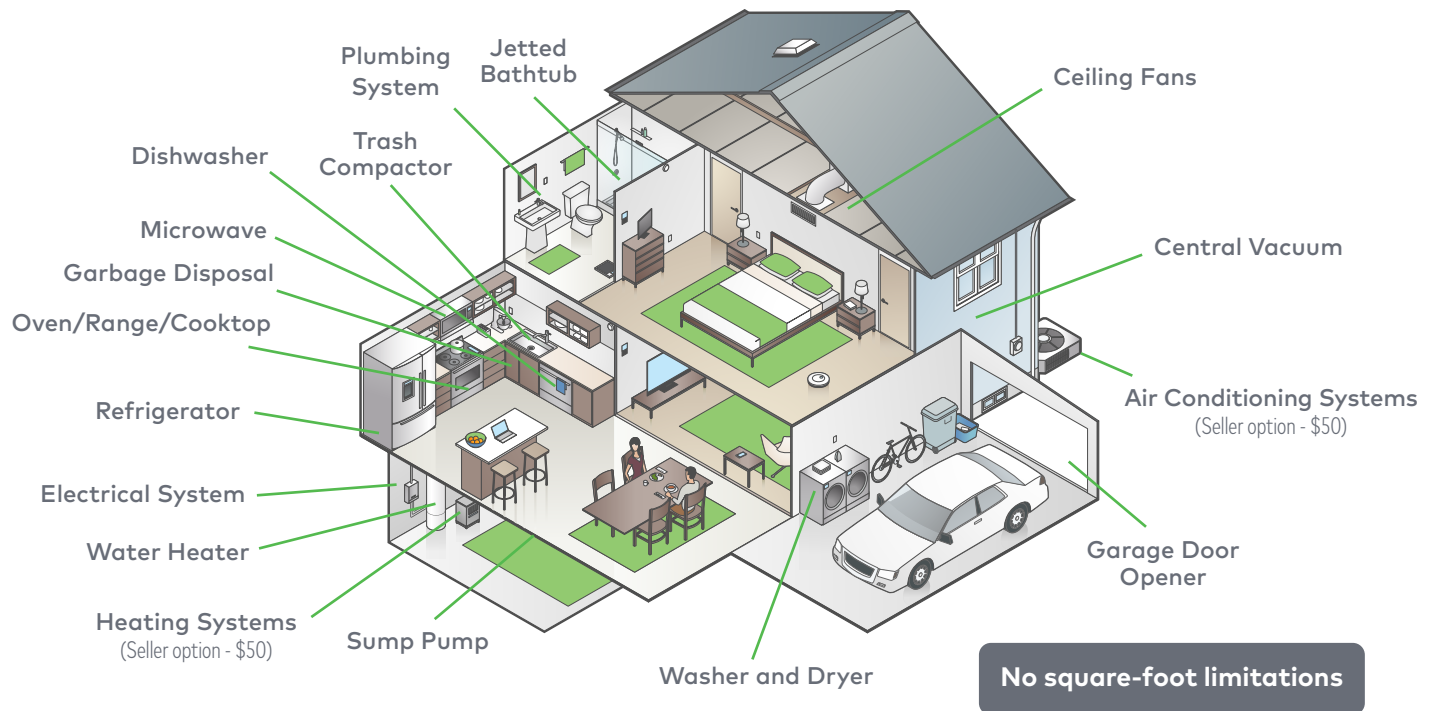 Plumbing
System
Jetted
Bathtub
Ceiling Fans
Dishwasher
Trash
Compactor
Microwave
Central Vacuum
Garbage Disposal
Oven/Range/Cooktop
Refrigerator
Air Conditioning Systems
(Seller option - $50)
Electrical System
Water Heater
Garage Door
Opener
Heating Systems
(Seller option - $50)
Sump Pump
Washer and Dryer
No square-foot limitations